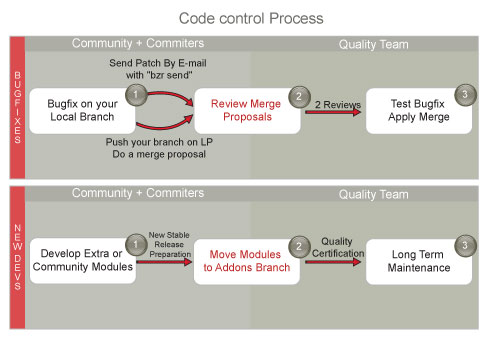 Code control Process
Community + Commiters
Quality Team
BUGFIXES
Send Patch By E-mail
with "bzr send"
1
Bugfix on your
Local Branch
Push your branch on LP
Do a merge proposal
2
Review Merge
Proposals
2 Reviews
3
Test Bugfix
Apply Merge
Community + Commiters
Quality Team
NEW DEVS
1
Develop Extra or
Community Modules
New Stable
Release
Preparation
2
Move Modules
to Addons Branch
Quality
Certification
3
Long Term
Maintenance